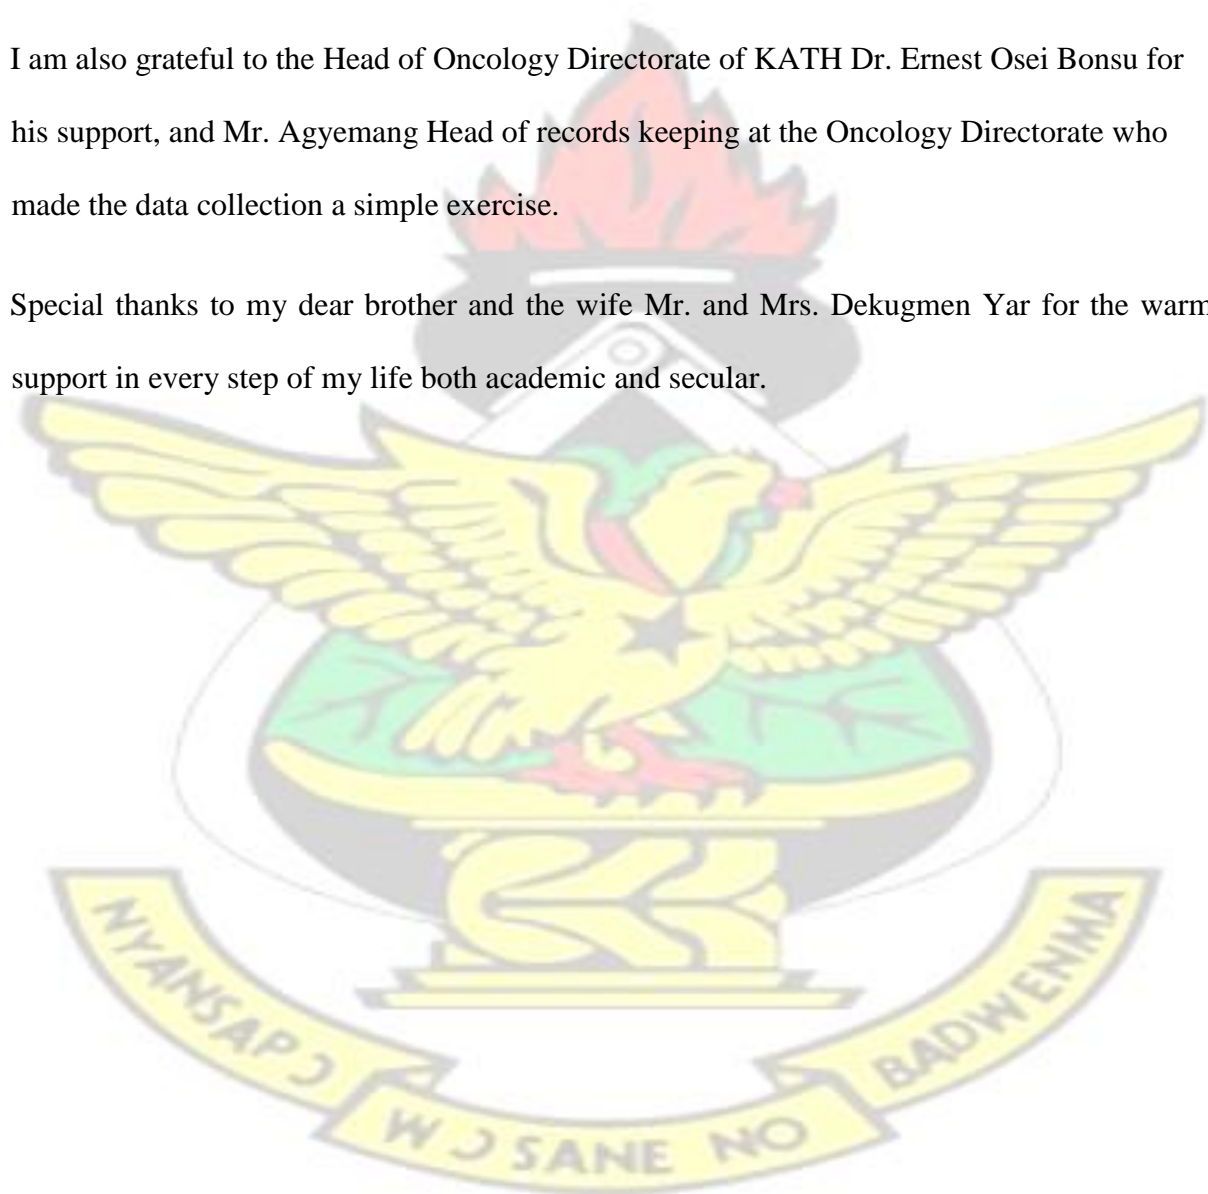 I am also grateful to the Head of Oncology Directorate of KATH Dr. Ernest Osei Bonsu for
his support, and Mr. Agyemang Head of records keeping at the Oncology Directorate who
made the data collection a simple exercise.
Special thanks to my dear brother and the wife Mr. and Mrs. Dekugmen Yar for the warm
support in every step of my life both academic and secular.
NYANSAPƆ
WƆSANE NO
BADWENMA